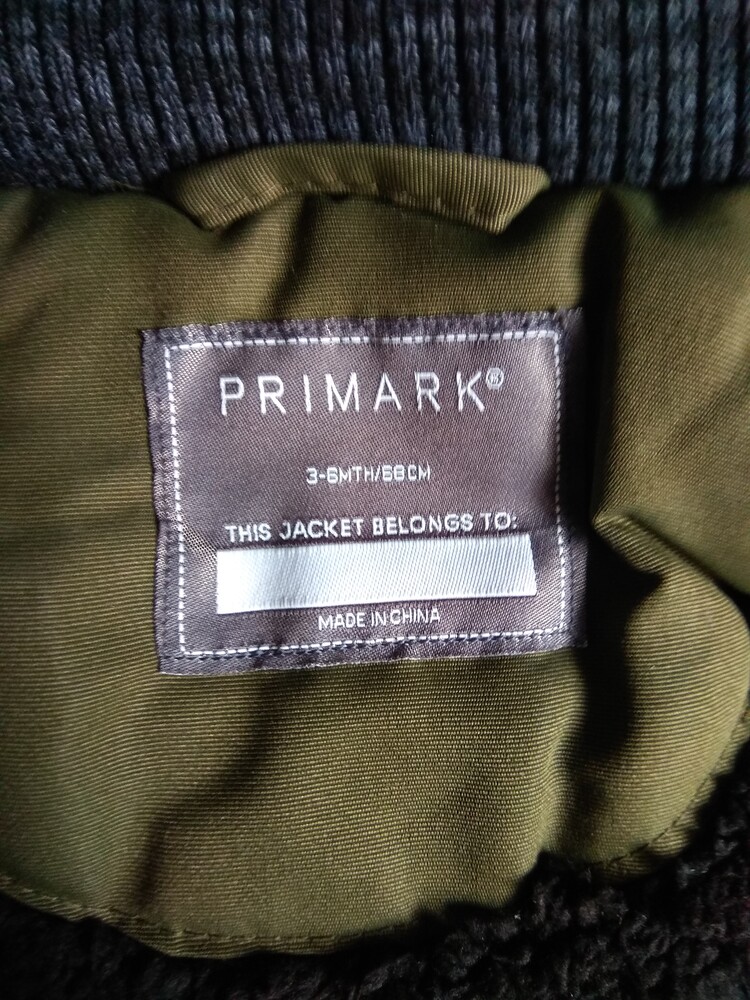 PRIMARK®
3-6MTH/68CM
THIS JACKET BELONGS TO:
MADE IN CHINA